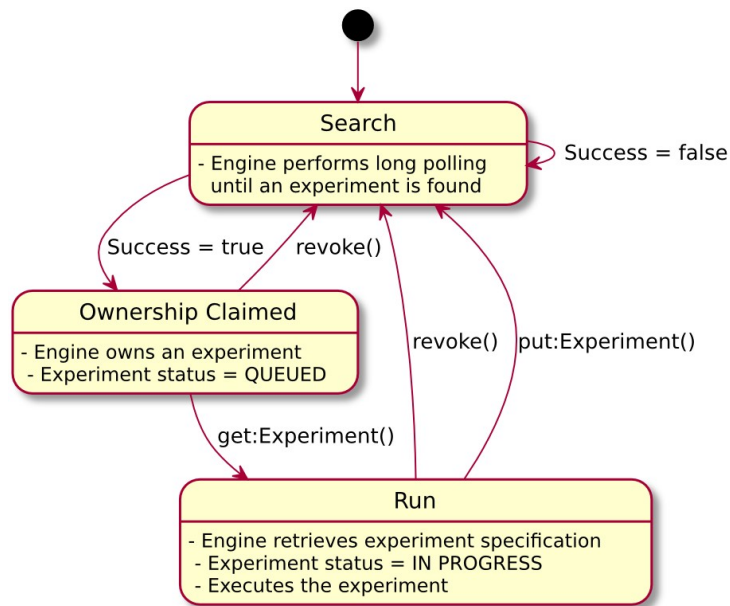 Search
- Engine performs long polling
until an experiment is found
Success = false
Success = true
revoke()
Ownership Claimed
- Engine owns an experiment
- Experiment status = QUEUED
revoke()
put:Experiment()
get:Experiment()
Run
- Engine retrieves experiment specification
- Experiment status = IN PROGRESS
- Executes the experiment